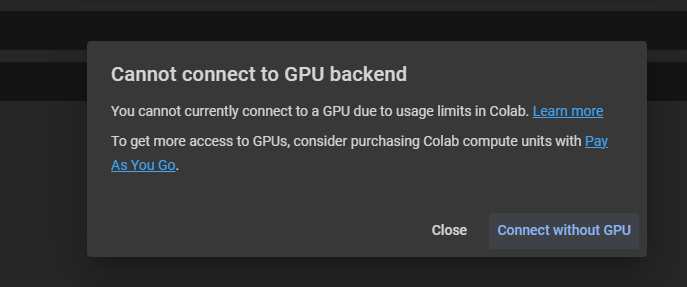 Cannot connect to GPU backend
You cannot currently connect to a GPU due to usage limits in Colab. Learn more
To get more access to GPUs, consider purchasing Colab compute units with Pay
As You Go.
Close Connect without GPU